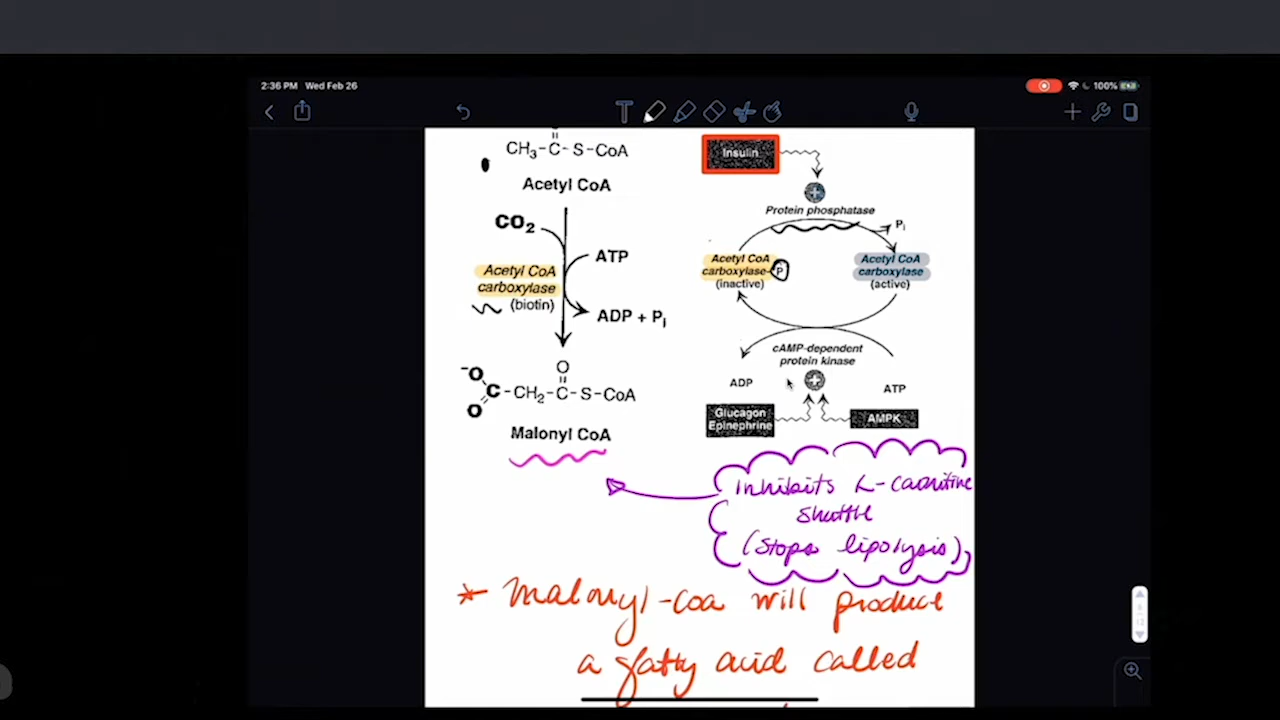 2:36 PM Wed Feb 26
100%
CH3-C-S-CoA
Acetyl CoA
CO2
ATP
Acetyl CoA
carboxylase
(biotin)
ADP + Pi
-O
O
C-CH2-C-S-CoA
O
Malonyl CoA
Insulin
+
Protein phosphatase
Pi
Acetyl CoA
carboxylase-P
(inactive)
Acetyl CoA
carboxylase
(active)
cAMP-dependent
protein kinase
ADP
+
ATP
Glucagon
Epinephrine
AMPK
Inhibits L-carnitine
shuttle
(stops lipolysis)
* Malonyl-coa will produce
a fatty acid called
6
12